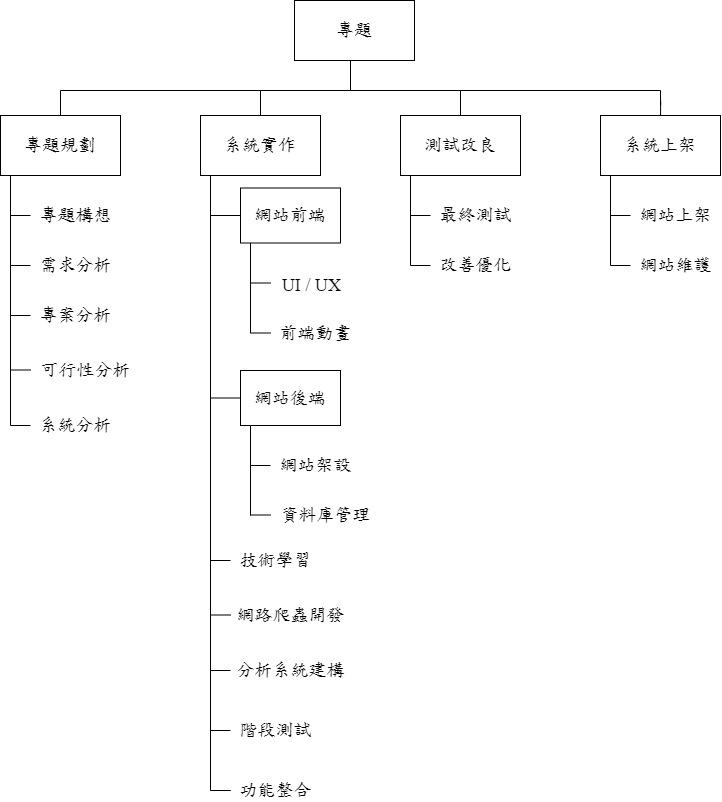 專題
專題規劃
專題構想
需求分析
專案分析
可行性分析
系統分析
系統實作
網站前端
UI / UX
前端動畫
網站後端
網站架設
資料庫管理
技術學習
網路爬蟲開發
分析系統建構
階段測試
功能整合
測試改良
最終測試
改善優化
系統上架
網站上架
網站維護